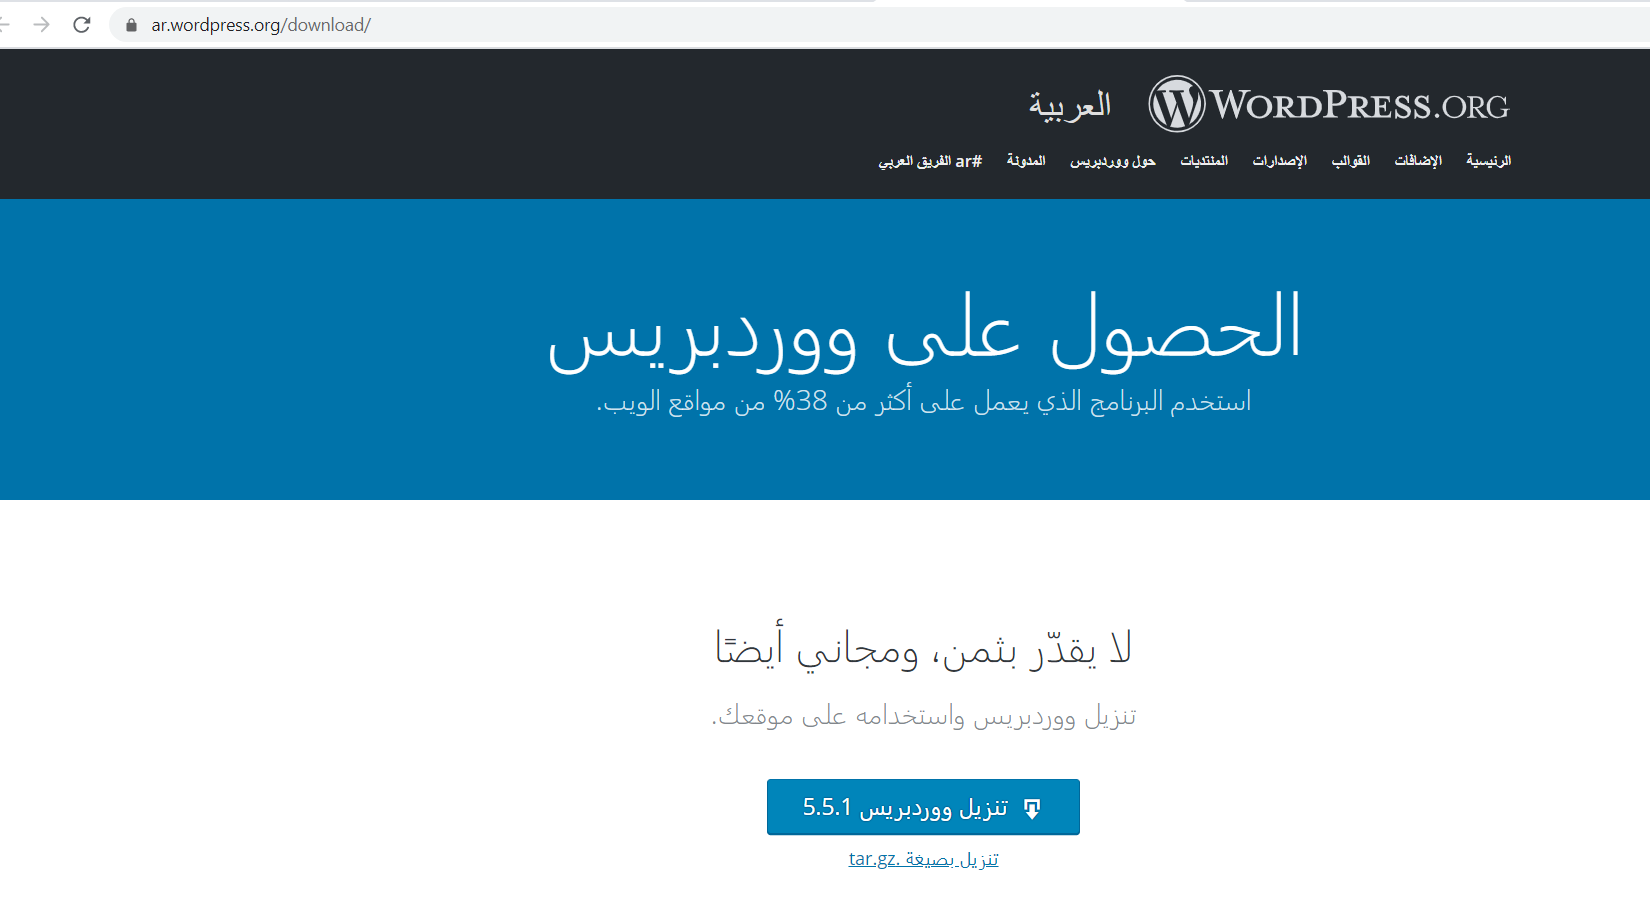 ar.wordpress.org/download/
WORDPRESS.ORG العربية
الرئيسية الإضافات القوالب الإصدارات المنتديات حول ووردبريس المدونة #ar الفريق العربي
الحصول على ووردبريس
استخدم البرنامج الذي يعمل على أكثر من 38% من مواقع الويب.
لا يقدّر بثمن، ومجاني أيضًا
تنزيل ووردبريس واستخدامه على موقعك.
تنزيل ووردبريس 5.5.1
تنزيل بصيغة .tar.gz